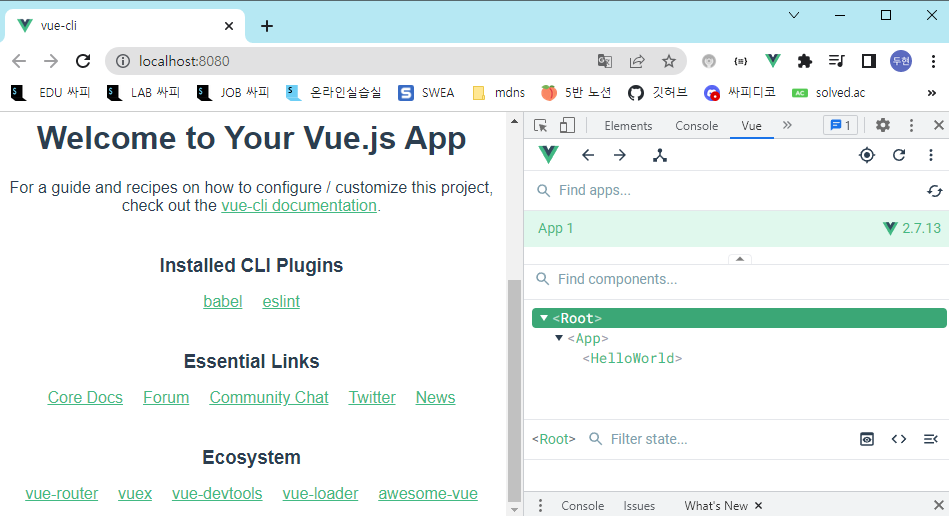 vue-cli
localhost:8080
두현
EDU 싸피 LAB 싸피 JOB 싸피 온라인실습실 SWEA mdns 5반 노션 깃허브 싸피디코 solved.ac
Welcome to Your Vue.js App
For a guide and recipes on how to configure / customize this project,
check out the vue-cli documentation.
Installed CLI Plugins
babel eslint
Essential Links
Core Docs Forum Community Chat Twitter News
Ecosystem
vue-router vuex vue-devtools vue-loader awesome-vue
Elements Console Vue 1
Find apps...
App 1 2.7.13
Find components...
<Root>
<App>
<HelloWorld>
<Root> Filter state...
Console Issues What's New